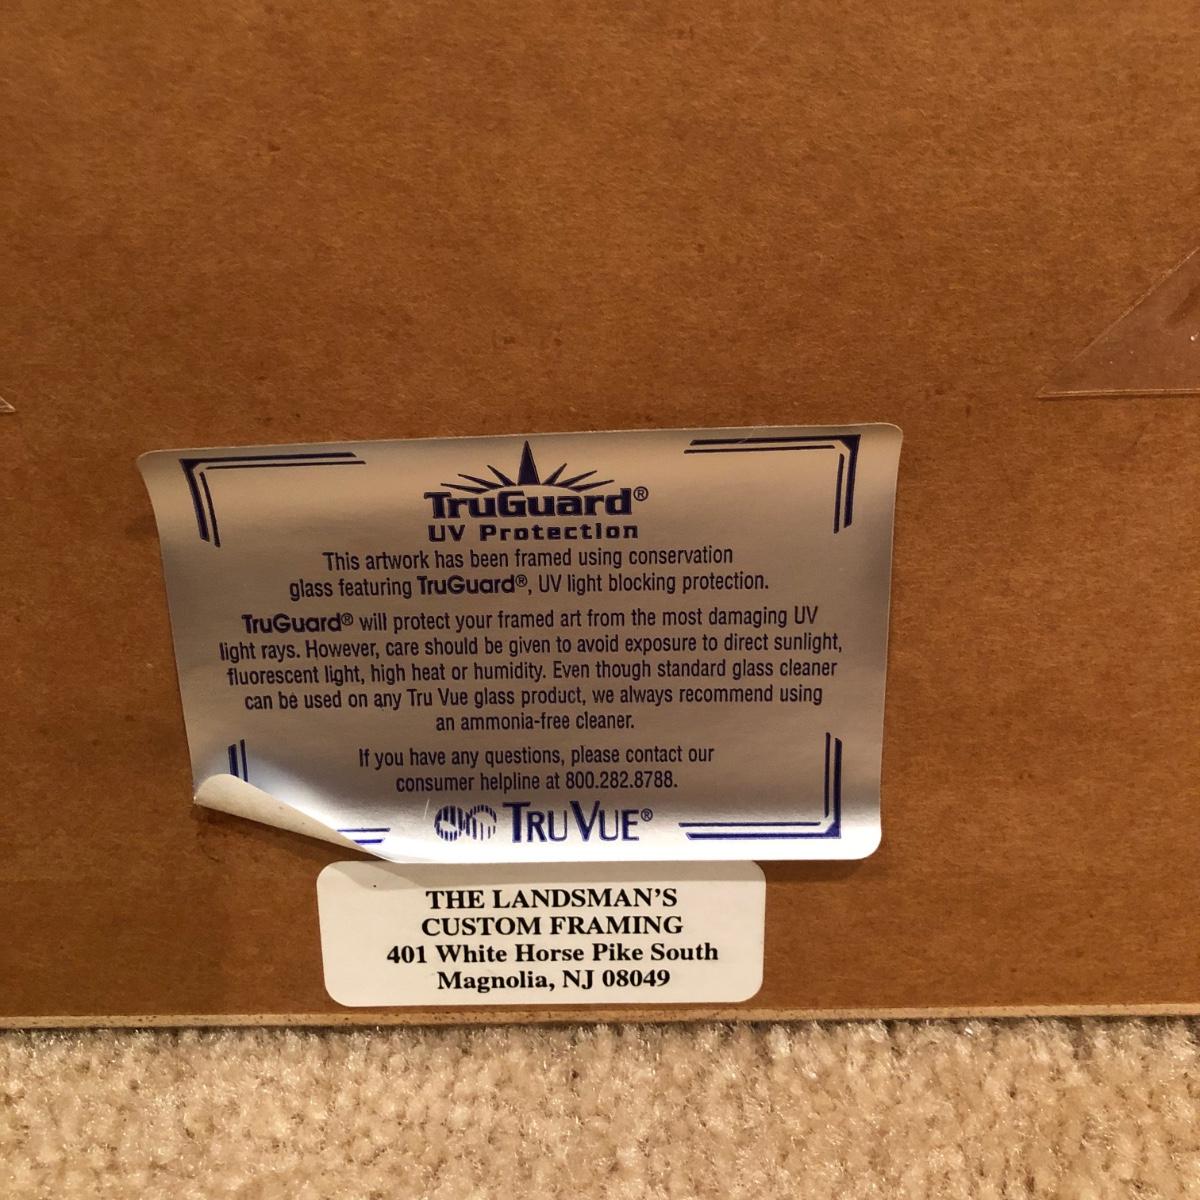 TruGuard®
UV Protection
This artwork has been framed using conservation
glass featuring TruGuard®, UV light blocking protection.
TruGuard® will protect your framed art from the most damaging UV
light rays. However, care should be given to avoid exposure to direct sunlight,
fluorescent light, high heat or humidity. Even though standard glass cleaner
can be used on any Tru Vue glass product, we always recommend using
an ammonia-free cleaner.
If you have any questions, please contact our
consumer helpline at 800.282.8788.
TRU VUE®
THE LANDSMAN'S
CUSTOM FRAMING
401 White Horse Pike South
Magnolia, NJ 08049